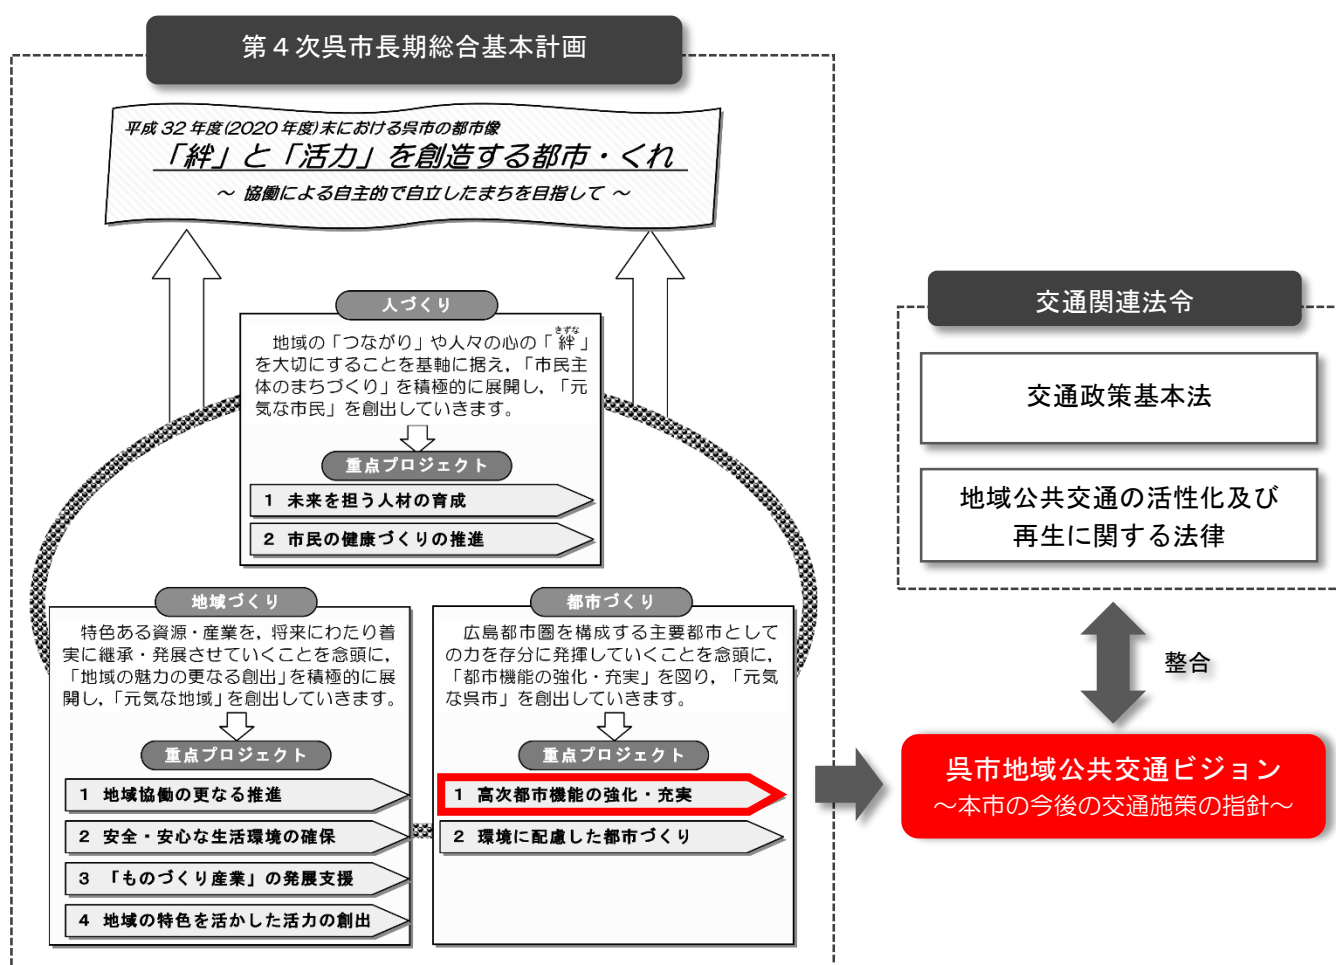 第４次呉市長期総合基本計画
平成 32 年度(2020 年度)末における呉市の都市像
「絆」と「活力」を創造する都市・くれ
～ 協働による自主的で自立したまちを目指して ～
人づくり
地域の「つながり」や人々の心の「絆」
きずな
を大切にすることを基軸に据え，「市民主
体のまちづくり」を積極的に展開し，「元
気な市民」を創出していきます。
重点プロジェクト
1 未来を担う人材の育成
2 市民の健康づくりの推進
地域づくり
特色ある資源・産業を，将来にわたり着
実に継承・発展させていくことを念頭に，
「地域の魅力の更なる創出」を積極的に展
開し，「元気な地域」を創出していきます。
重点プロジェクト
1 地域協働の更なる推進
2 安全・安心な生活環境の確保
3 「ものづくり産業」の発展支援
4 地域の特色を活かした活力の創出
都市づくり
広島都市圏を構成する主要都市として
の力を存分に発揮していくことを念頭に，
「都市機能の強化・充実」を図り，「元気
な呉市」を創出していきます。
重点プロジェクト
1 高次都市機能の強化・充実
2 環境に配慮した都市づくり
交通関連法令
交通政策基本法
地域公共交通の活性化及び
再生に関する法律
整合
呉市地域公共交通ビジョン
～本市の今後の交通施策の指針～